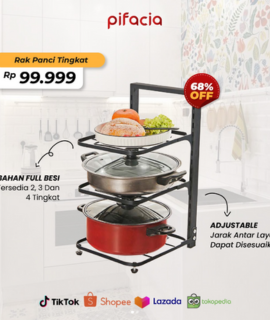 pifacia
Rak Panci Tingkat
Rp 99.999
68%
OFF
BAHAN FULL BESI
Tersedia 2, 3 Dan
4 Tingkat
ADJUSTABLE
Jarak Antar Lay
Dapat Disesuaik
TikTok
Shopee
Lazada
tokopedia